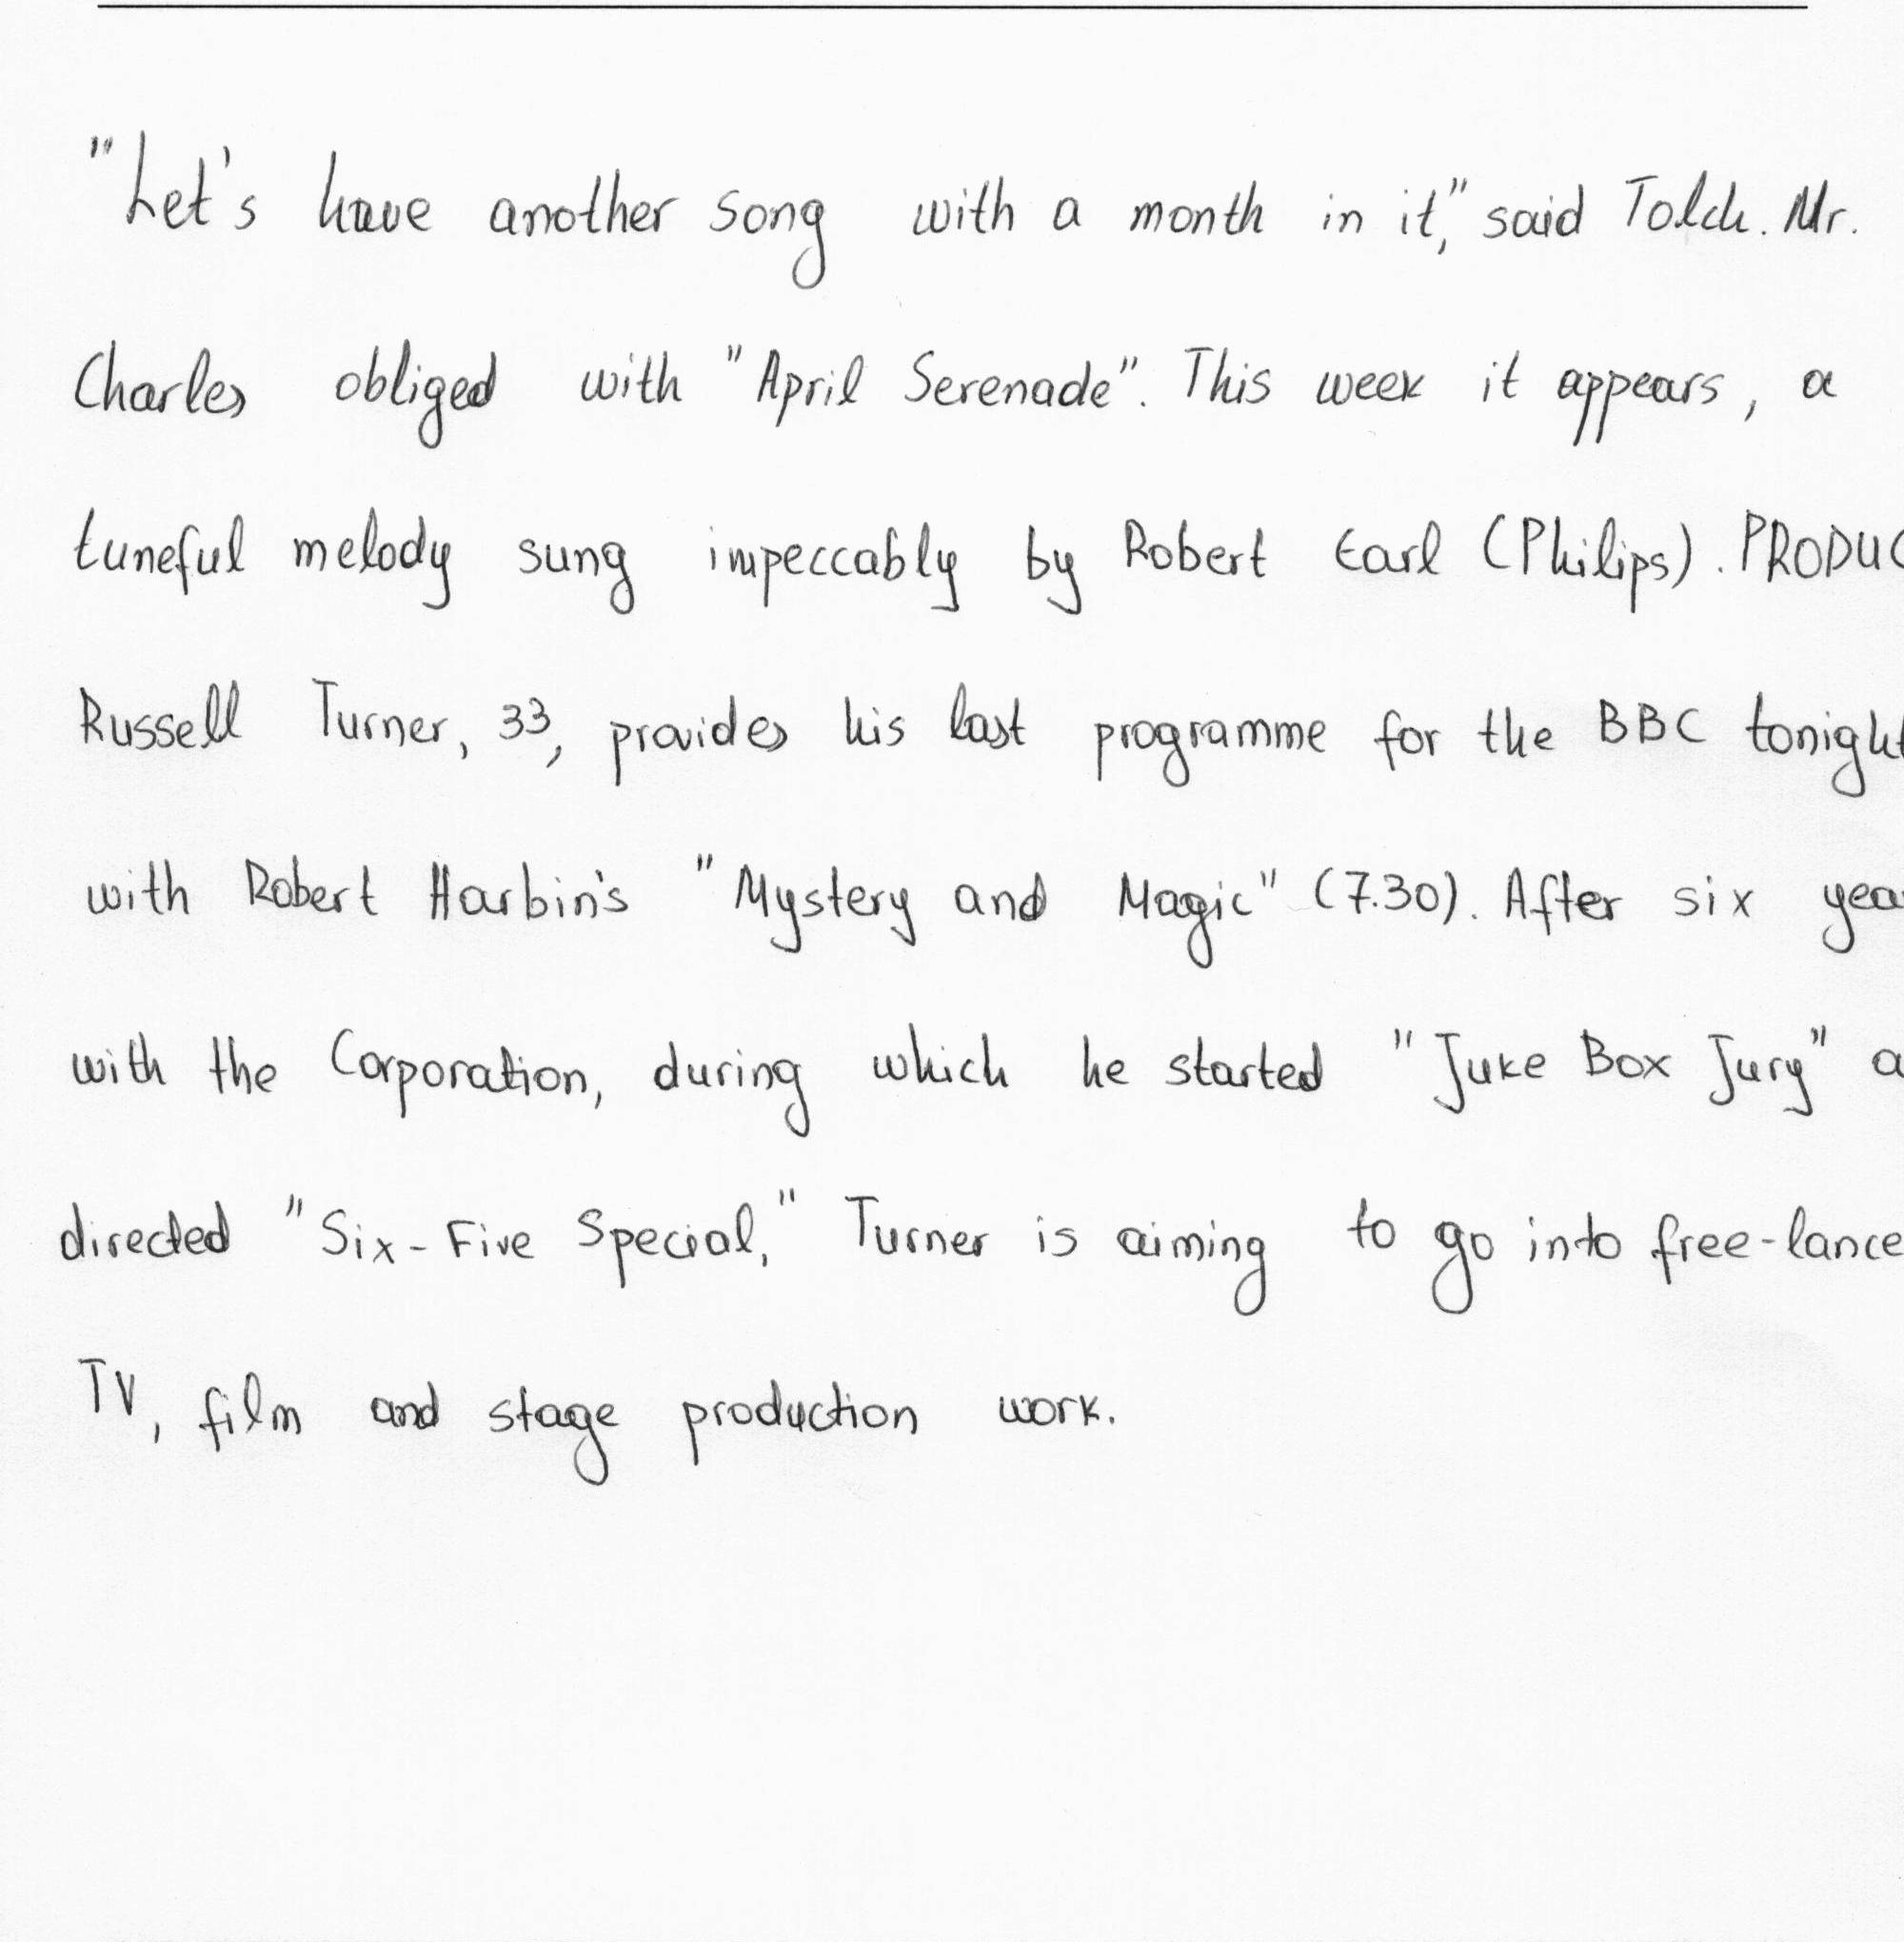 "Let's have another song with a month in it," said Tolch. Mr.
Charles obliged with "April Serenade". This week it appears, a
tuneful melody sung impeccably by Robert Earl (Philips). PRODUC
Russell Turner, 33, provides his last programme for the BBC tonight
with Robert Harbin's "Mystery and Magic" (7.30). After six yea
with the Corporation, during which he started "Juke Box Jury" a
directed "Six-Five Special," Turner is aiming to go into free-lance
TV, film and stage production work.